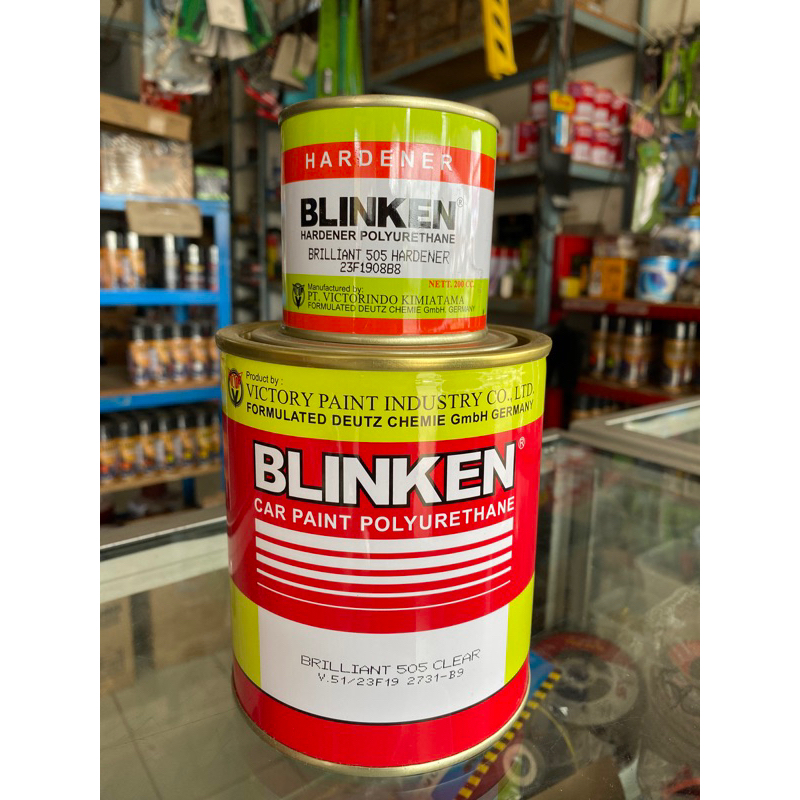 HARDENER
BLINKEN®
HARDENER POLYURETHANE
BRILLIANT 505 HARDENER
23F1908B8
NETT. 200 CC
Manufactured by:
PT. VICTORINDO KIMIATAMA
FORMULATED DEUTZ CHEMIE GmbH. GERMANY
Product by :
VICTORY PAINT INDUSTRY CO., LTD.
FORMULATED DEUTZ CHEMIE GmbH GERMANY
BLINKEN®
CAR PAINT POLYURETHANE
BRILLIANT 505 CLEAR
V.51/23F19 2731-B9